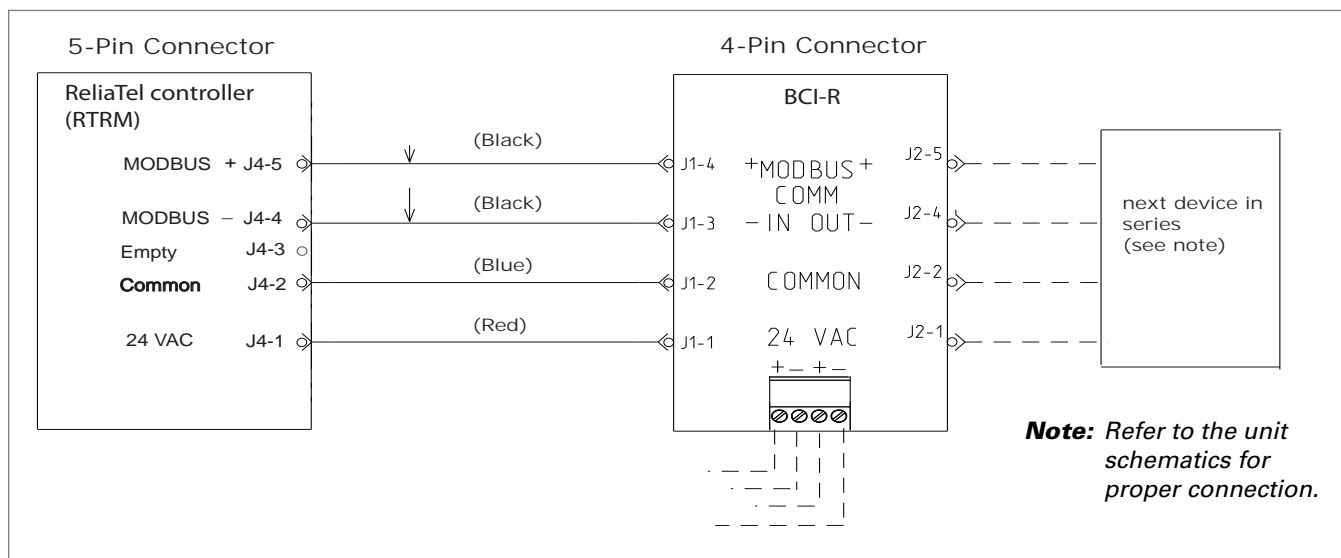 5-Pin Connector
4-Pin Connector
ReliaTel controller
(RTRM)
MODBUS + J4-5
MODBUS – J4-4
Empty J4-3
Common J4-2
24 VAC J4-1
(Black)
(Black)
(Blue)
(Red)
BCI-R
J1-4 +MODBUS+ J2-5
COMM
J1-3 –IN OUT– J2-4
J1-2 COMMON J2-2
J1-1 24 VAC J2-1
+ – + –
next device in
series
(see note)
Note: Refer to the unit
schematics for
proper connection.